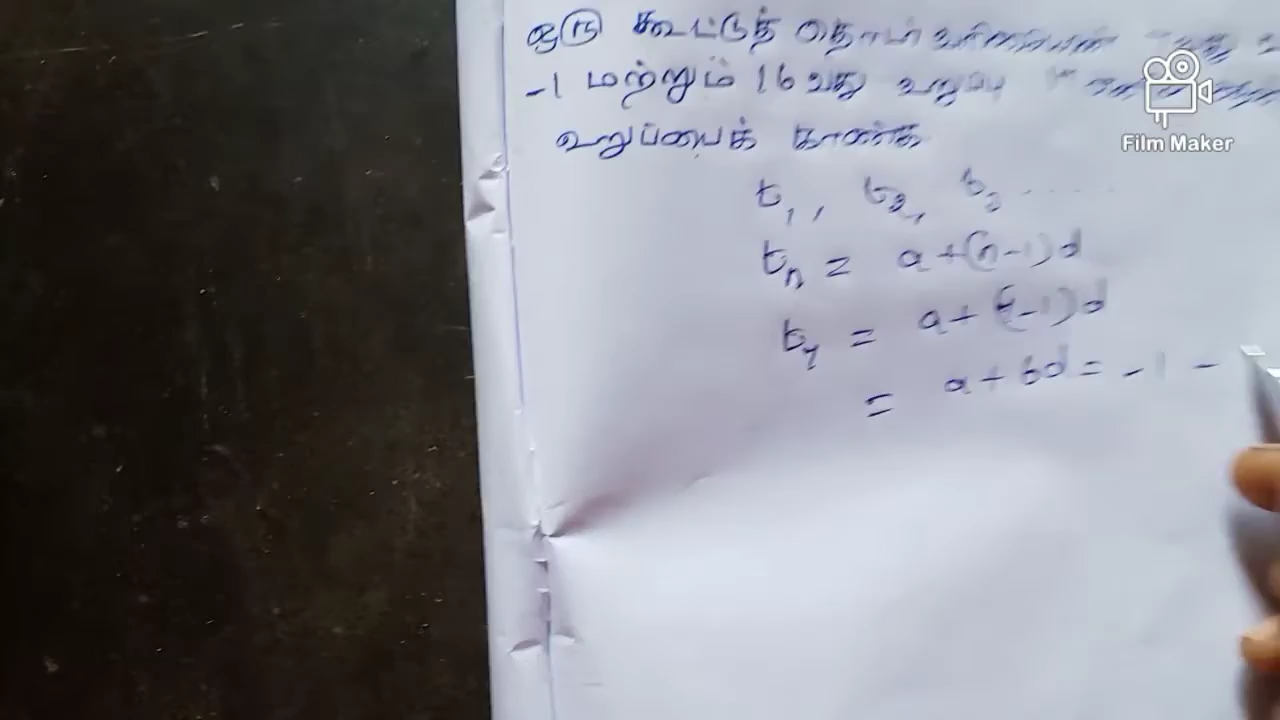 ஒரு கூட்டுத் தொடர் வரிசையின்
-1 மற்றும் 16 வது உறுப்பு
உறுப்பைக் காண்க
Film Maker
t₁, t₂, t₃ ......
tₙ = a+(n-1)d
t₇ = a+(7-1)d
= a+6d = -1 -